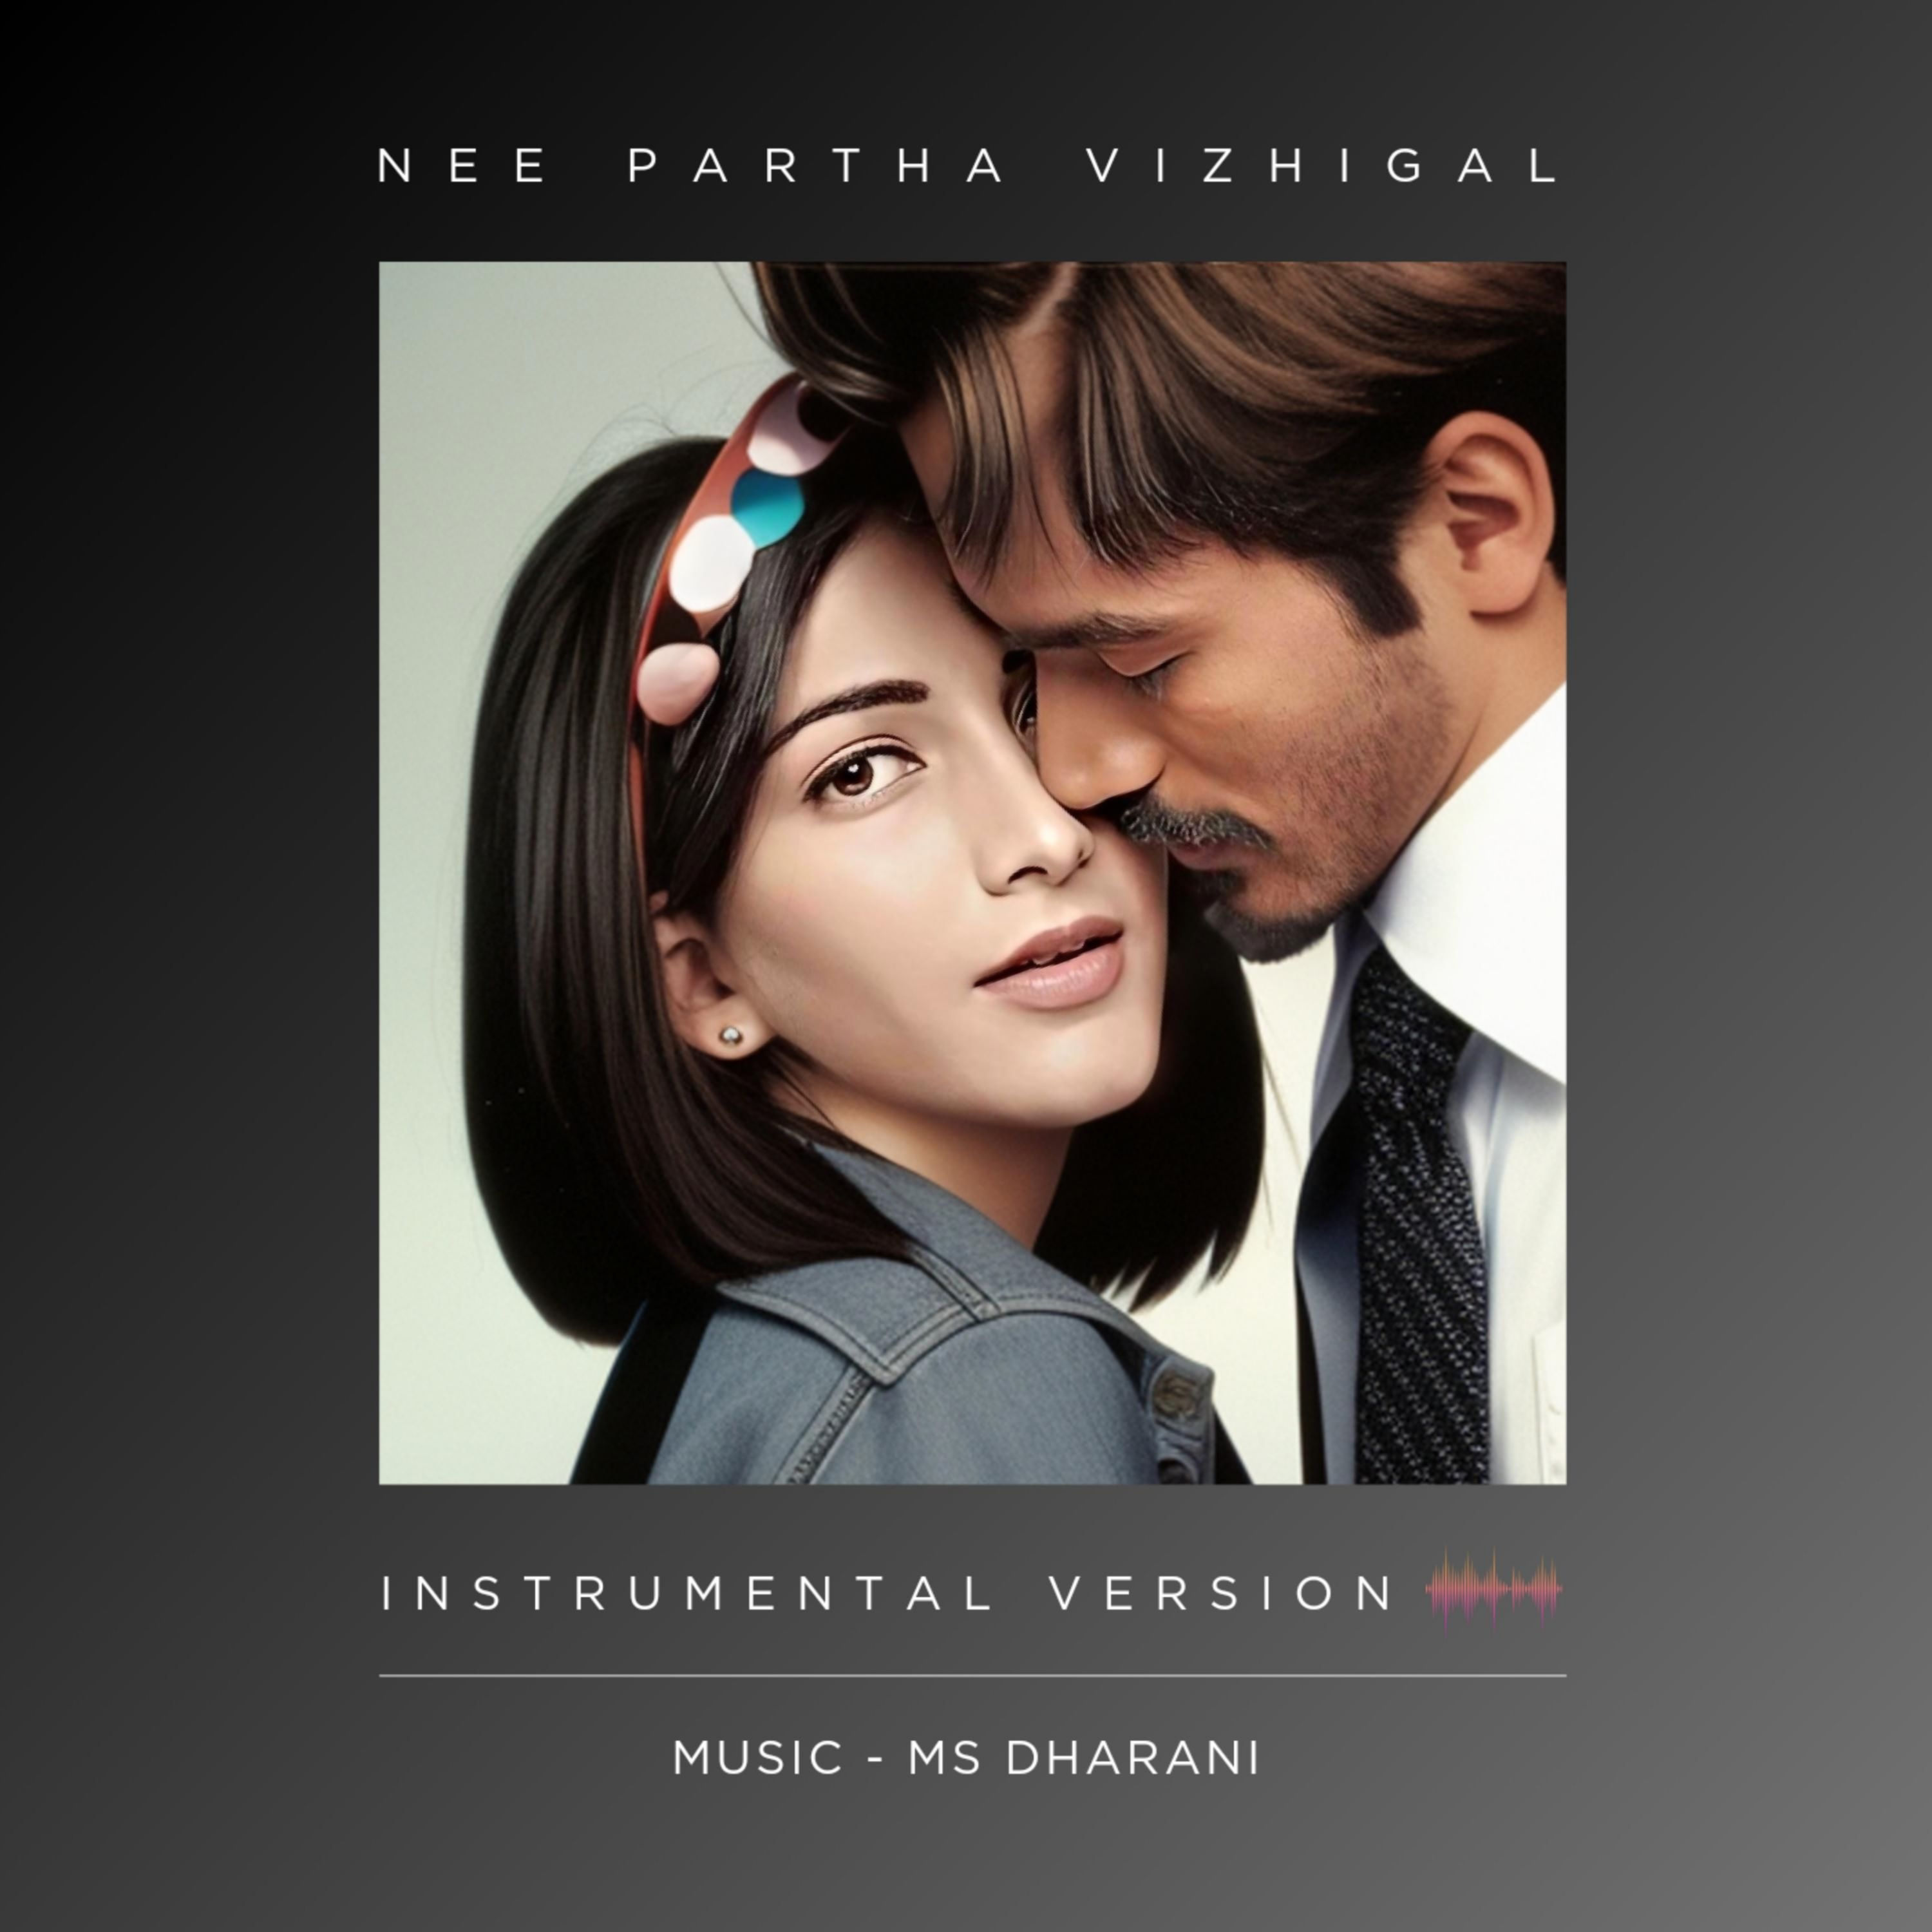 NEE PARTHA VIZHIGAL
INSTRUMENTAL VERSION
MUSIC - MS DHARANI